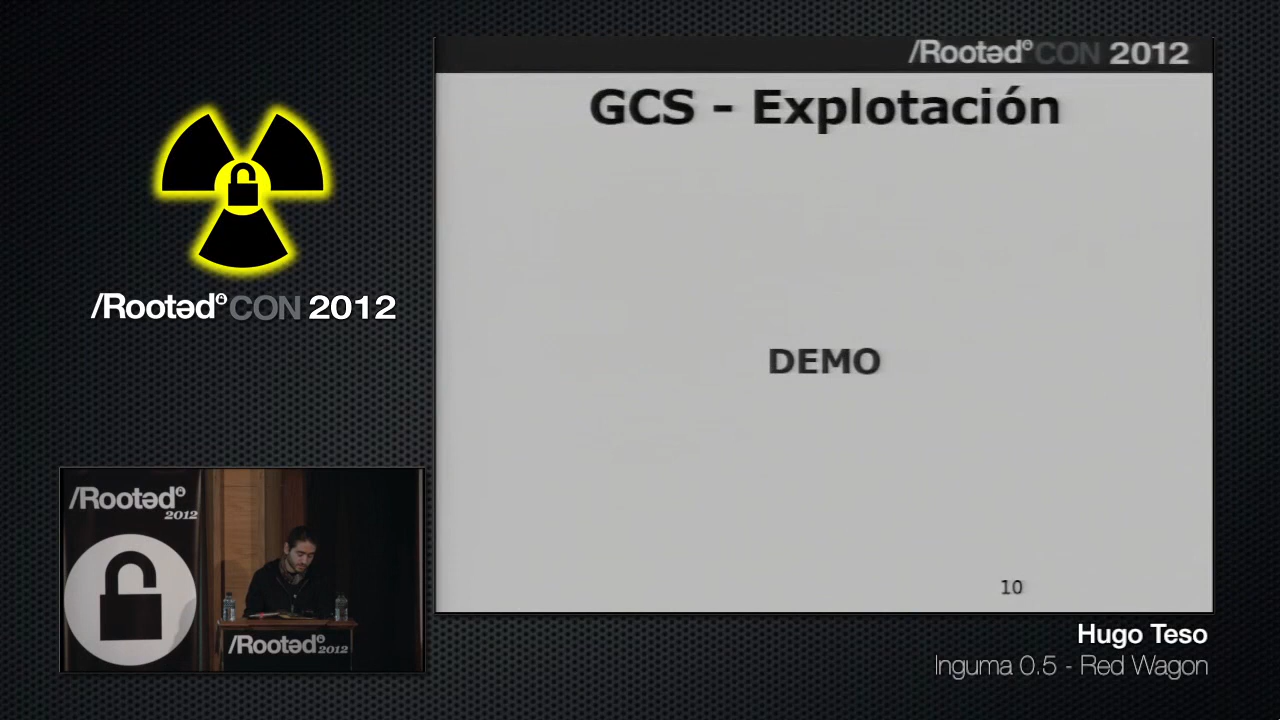 /Rootəd CON 2012
/Rootəd 2012
/Rootəd 2012
/Rootəd CON 2012
GCS - Explotación
DEMO
10
Hugo Teso
Inguma 0.5 - Red Wagon